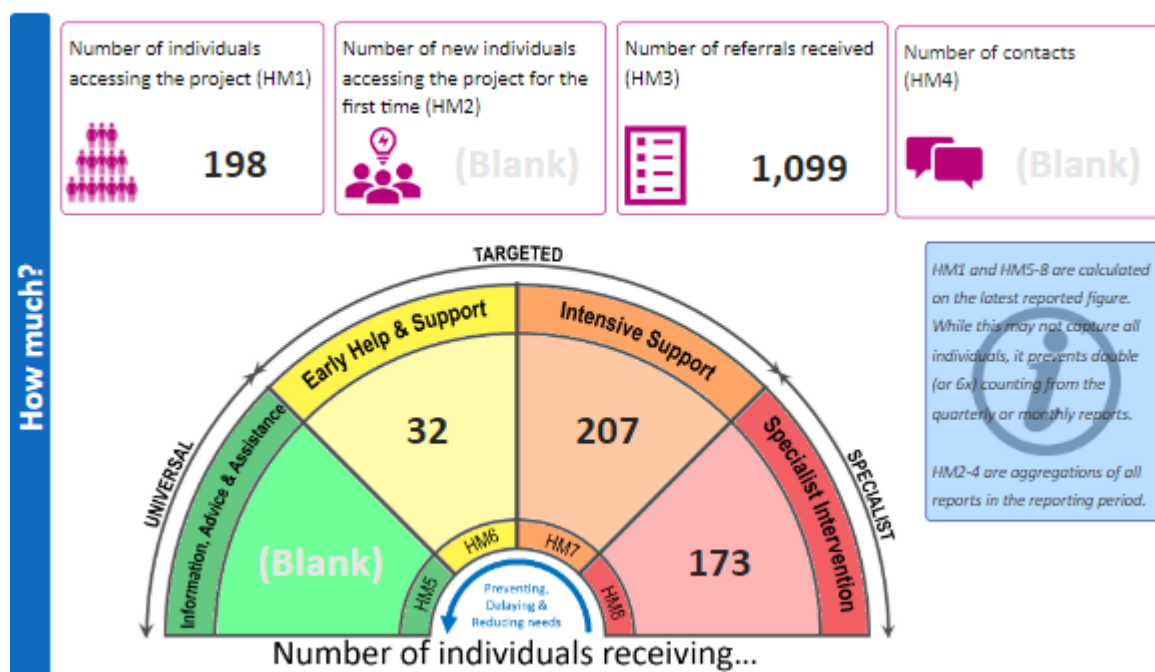 How much?
Number of individuals
accessing the project (HM1)
198
Number of new individuals
accessing the project for the
first time (HM2)
(Blank)
Number of referrals received
(HM3)
1,099
Number of contacts
(HM4)
(Blank)
TARGETED
UNIVERSAL
SPECIALIST
Information, Advice & Assistance
Early Help & Support
Intensive Support
Specialist Intervention
(Blank)
32
207
173
HM5
HM6
HM7
HM8
Preventing,
Delaying &
Reducing needs
Number of individuals receiving...
HM1 and HM5-8 are calculated
on the latest reported figure.
While this may not capture all
individuals, it prevents double
(or 6x) counting from the
quarterly or monthly reports.
HM2-4 are aggregations of all
reports in the reporting period.